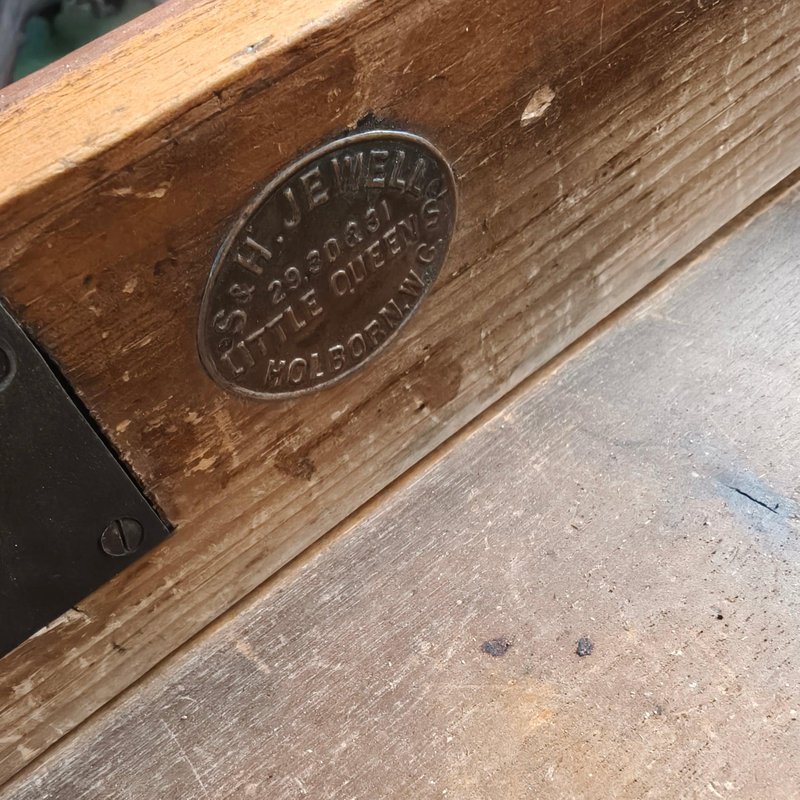 S & H. JEWELL
29,30 & 31
LITTLE QUEEN
HOLBORN. W.C.